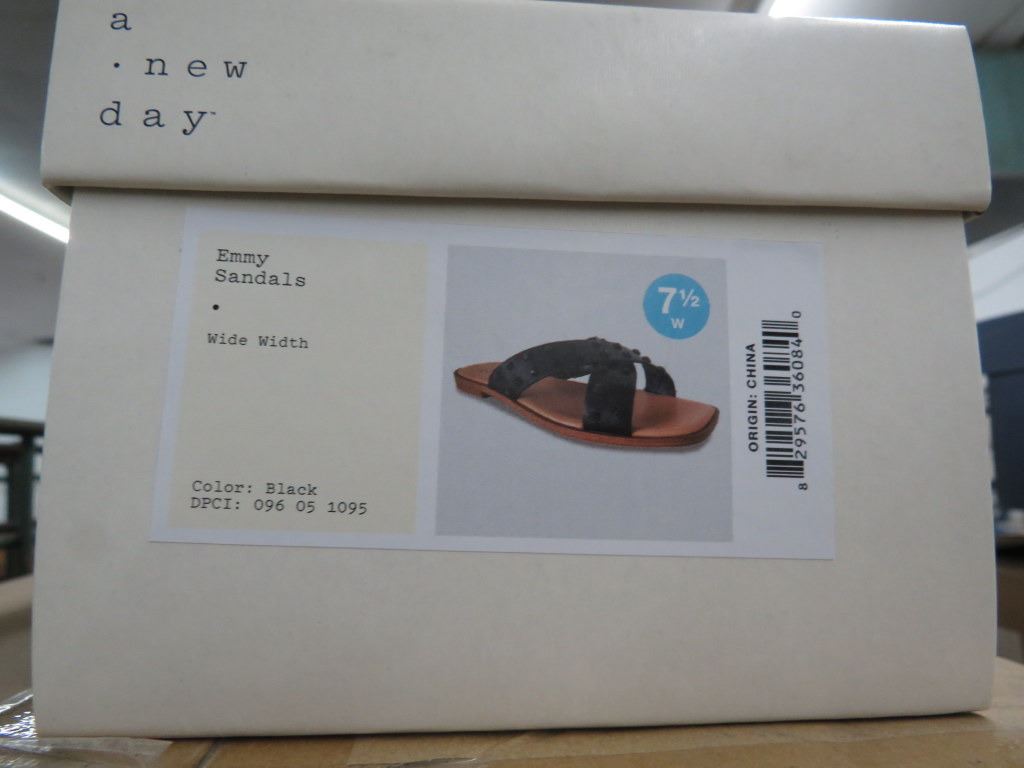 a
· new
day™
Emmy
Sandals
•
Wide Width
Color: Black
DPCI: 096 05 1095
7½
W
ORIGIN: CHINA
8 29576 36084 0